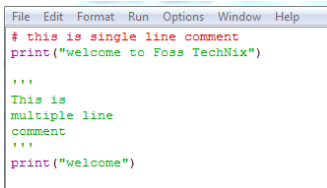 File Edit Format Run Options Window Help
# this is single line comment
print("welcome to Foss TechNix")
'''
This is
multiple line
comment
'''
print("welcome")